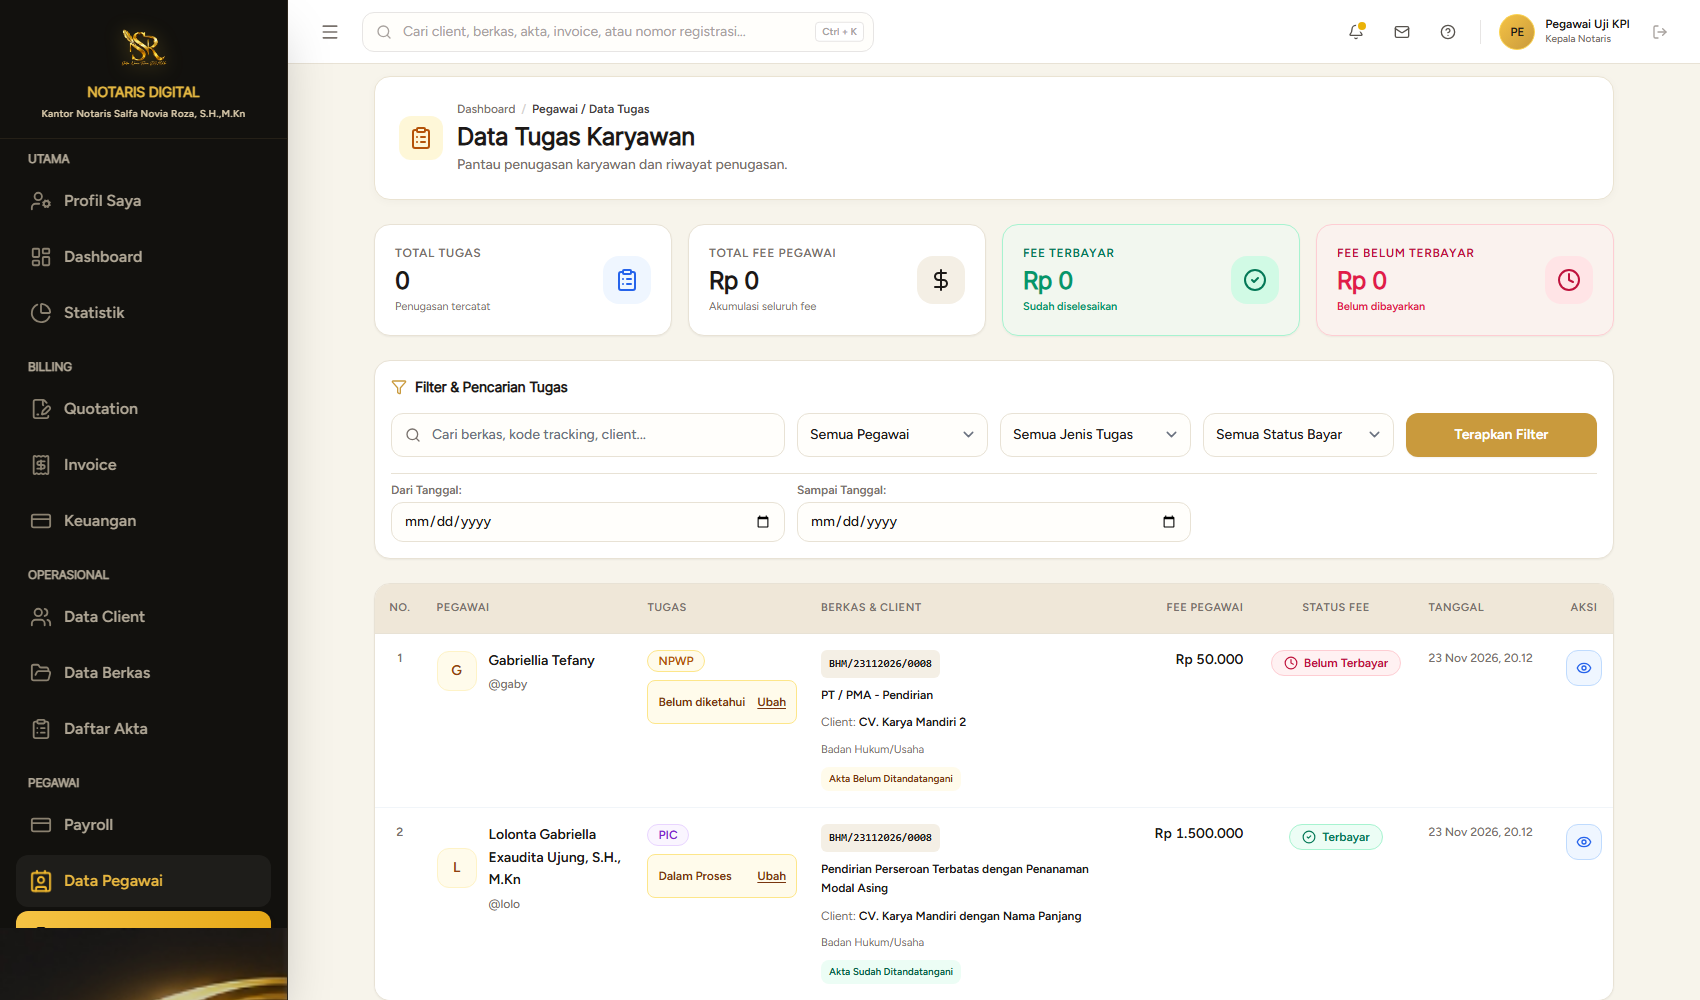 NOTARIS DIGITAL
Kantor Notaris Salfa Novia Roza, S.H.,M.Kn
UTAMA
Profil Saya
Dashboard
Statistik
BILLING
Quotation
Invoice
Keuangan
OPERASIONAL
Data Client
Data Berkas
Daftar Akta
PEGAWAI
Payroll
Data Pegawai
Cari client, berkas, akta, invoice, atau nomor registrasi...
Ctrl + K
PE
Pegawai Uji KPI
Kepala Notaris
Dashboard / Pegawai / Data Tugas
Data Tugas Karyawan
Pantau penugasan karyawan dan riwayat penugasan.
TOTAL TUGAS
0
Penugasan tercatat
TOTAL FEE PEGAWAI
Rp 0
Akumulasi seluruh fee
FEE TERBAYAR
Rp 0
Sudah diselesaikan
FEE BELUM TERBAYAR
Rp 0
Belum dibayarkan
Filter & Pencarian Tugas
Cari berkas, kode tracking, client...
Semua Pegawai
Semua Jenis Tugas
Semua Status Bayar
Terapkan Filter
Dari Tanggal:
mm/dd/yyyy
Sampai Tanggal:
mm/dd/yyyy
NO. PEGAWAI TUGAS BERKAS & CLIENT FEE PEGAWAI STATUS FEE TANGGAL AKSI
1
G
Gabriellia Tefany
@gaby
NPWP
Belum diketahui Ubah
BHM/23112026/0008
PT / PMA - Pendirian
Client: CV. Karya Mandiri 2
Badan Hukum/Usaha
Akta Belum Ditandatangani
Rp 50.000
Belum Terbayar
23 Nov 2026, 20.12
2
L
Lolonta Gabriella
Exaudita Ujung, S.H.,
M.Kn
@lolo
PIC
Dalam Proses Ubah
BHM/23112026/0008
Pendirian Perseroan Terbatas dengan Penanaman
Modal Asing
Client: CV. Karya Mandiri dengan Nama Panjang
Badan Hukum/Usaha
Akta Sudah Ditandatangani
Rp 1.500.000
Terbayar
23 Nov 2026, 20.12